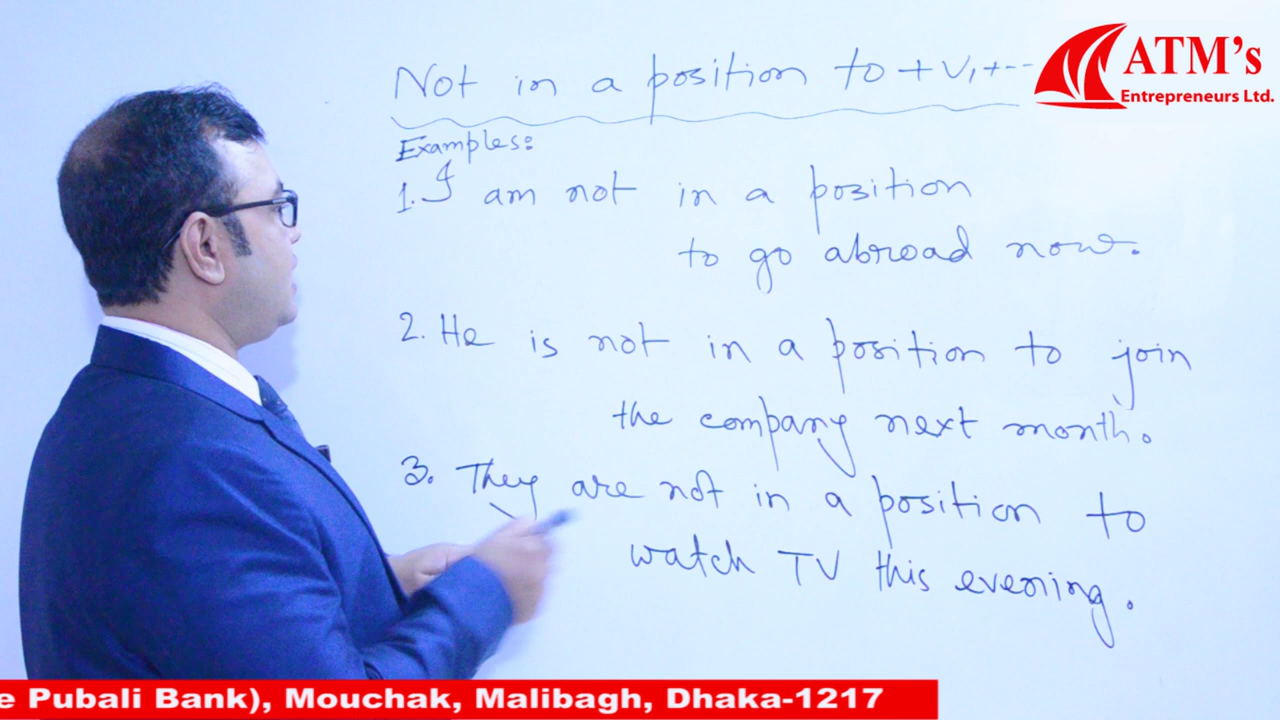 Not in a position to + V1 + ---
ATM's
Entrepreneurs Ltd.
Examples:
1. I am not in a position
to go abroad now.
2. He is not in a position to join
the company next month.
3. They are not in a position to
watch TV this evening.
e Pubali Bank), Mouchak, Malibagh, Dhaka-1217